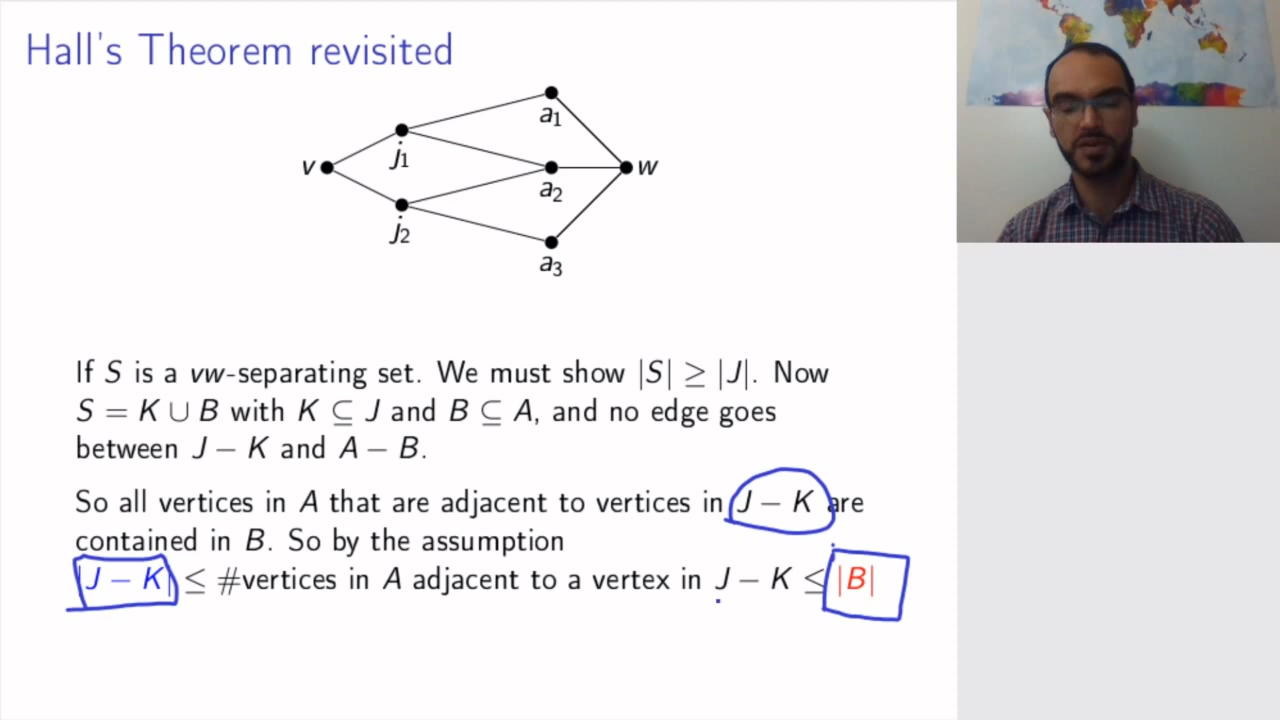 Hall's Theorem revisited
a₁
j₁
v
w
a₂
j₂
a₃
If S is a vw-separating set. We must show |S| ≥ |J|. Now
S = K ∪ B with K ⊆ J and B ⊆ A, and no edge goes
between J − K and A − B.
So all vertices in A that are adjacent to vertices in J − K are
contained in B. So by the assumption
|J − K| ≤ #vertices in A adjacent to a vertex in J − K ≤ |B|